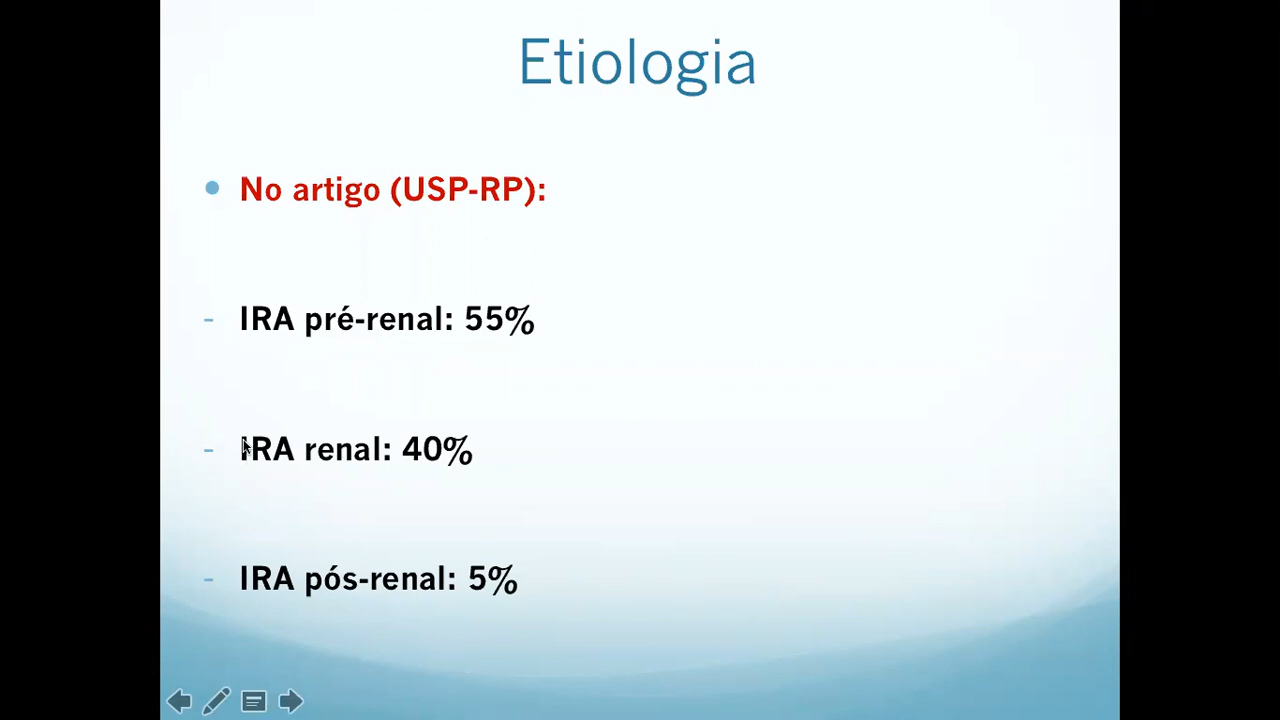 Etiologia
• No artigo (USP-RP):
- IRA pré-renal: 55%
- IRA renal: 40%
- IRA pós-renal: 5%